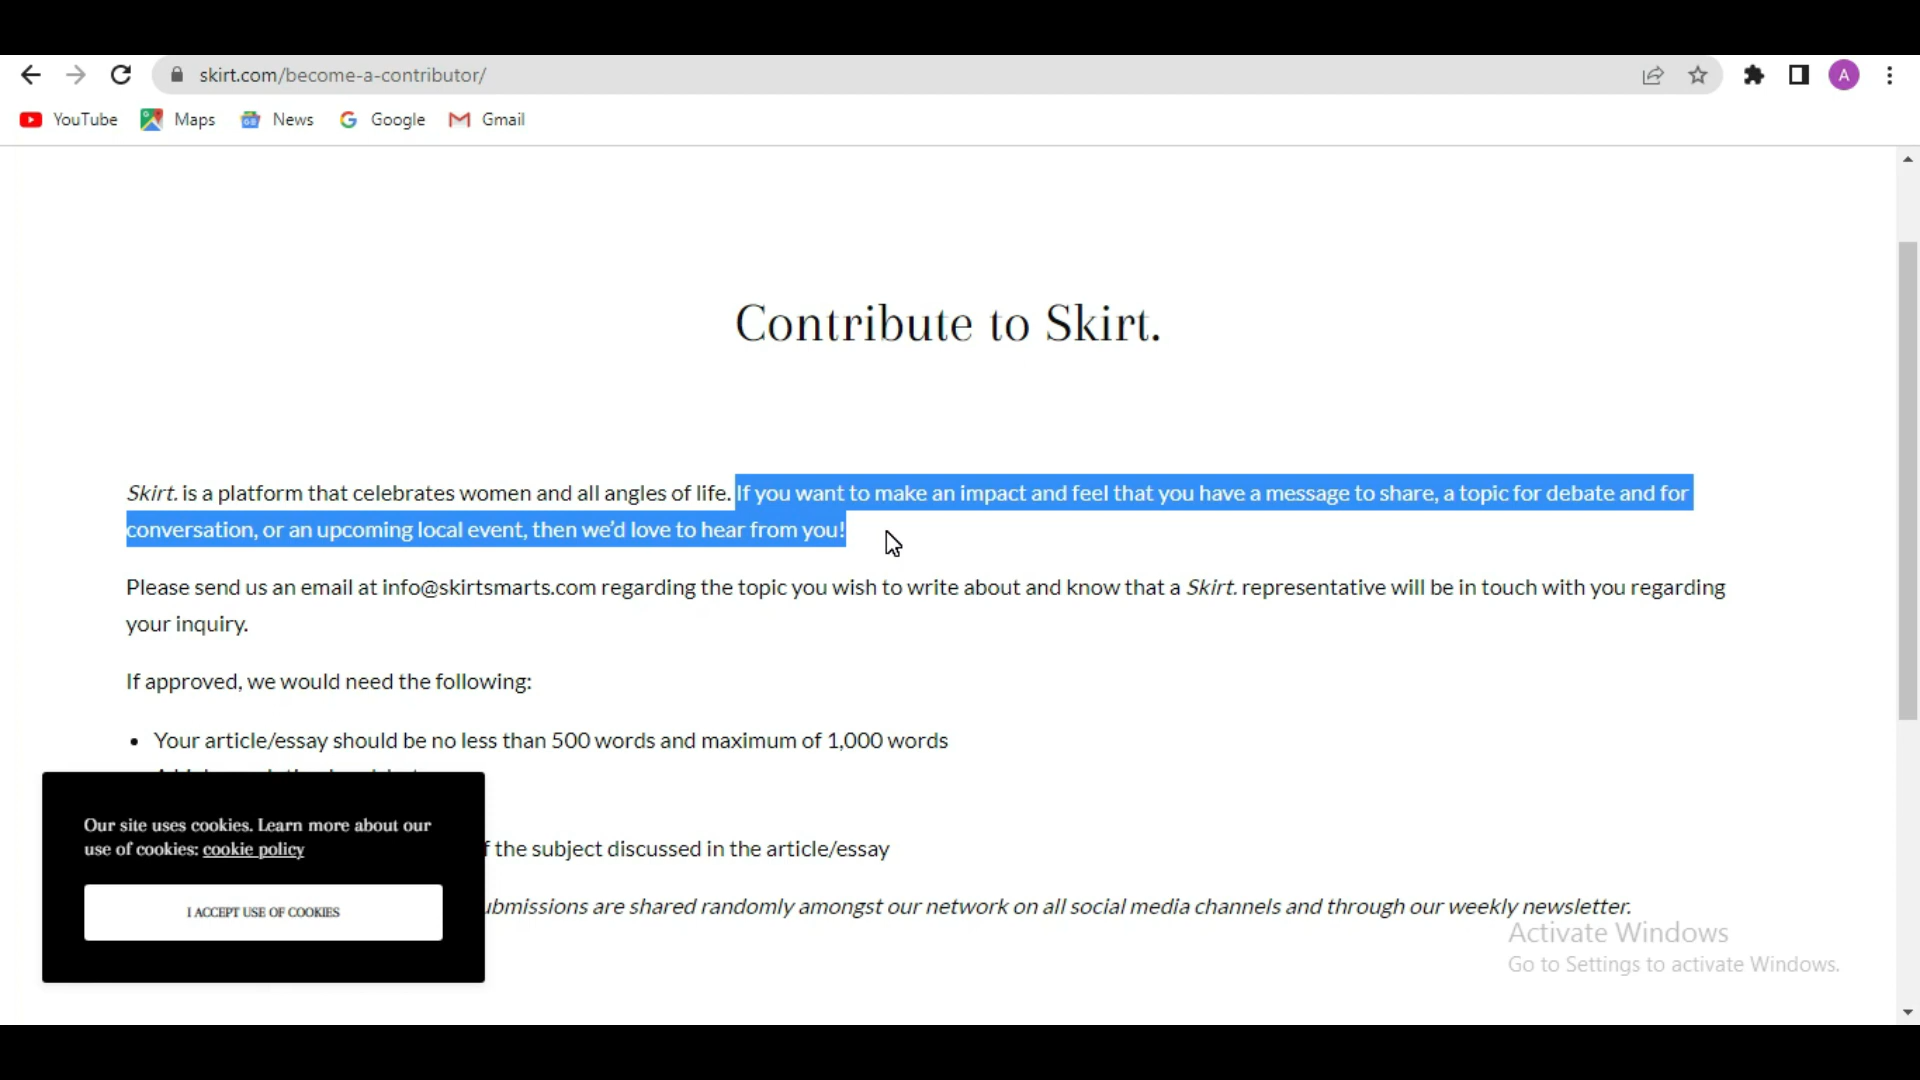 skirt.com/become-a-contributor/
A
YouTube Maps News Google Gmail
Contribute to Skirt.
Skirt. is a platform that celebrates women and all angles of life. If you want to make an impact and feel that you have a message to share, a topic for debate and for
conversation, or an upcoming local event, then we'd love to hear from you!
Please send us an email at info@skirtsmarts.com regarding the topic you wish to write about and know that a Skirt. representative will be in touch with you regarding
your inquiry.
If approved, we would need the following:
• Your article/essay should be no less than 500 words and maximum of 1,000 words
Our site uses cookies. Learn more about our
use of cookies: cookie policy
I ACCEPT USE OF COOKIES
the subject discussed in the article/essay
are shared randomly amongst our network on all social media channels and through our weekly newsletter.
Activate Windows
Go to Settings to activate Windows.